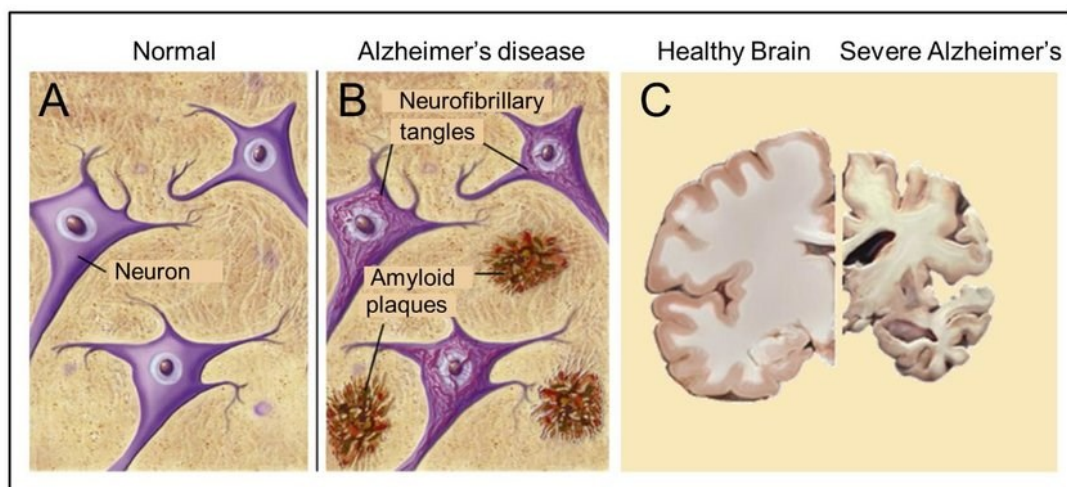 Normal
Alzheimer's disease
Healthy Brain
Severe Alzheimer's
A
Neuron
B
Neurofibrillary
tangles
Amyloid
plaques
C